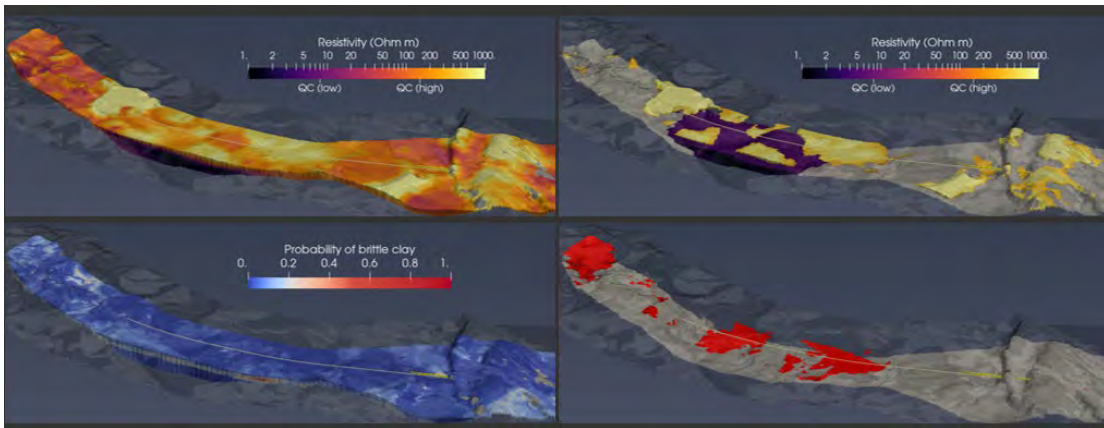 Resistivity (Ohm m)
1. 2 5 10 20 50 100 200 500 1000.
QC (low) QC (high)
Resistivity (Ohm m)
1. 2 5 10 20 50 100 200 500 1000.
QC (low) QC (high)
Probability of brittle clay
0. 0.2 0.4 0.6 0.8 1.